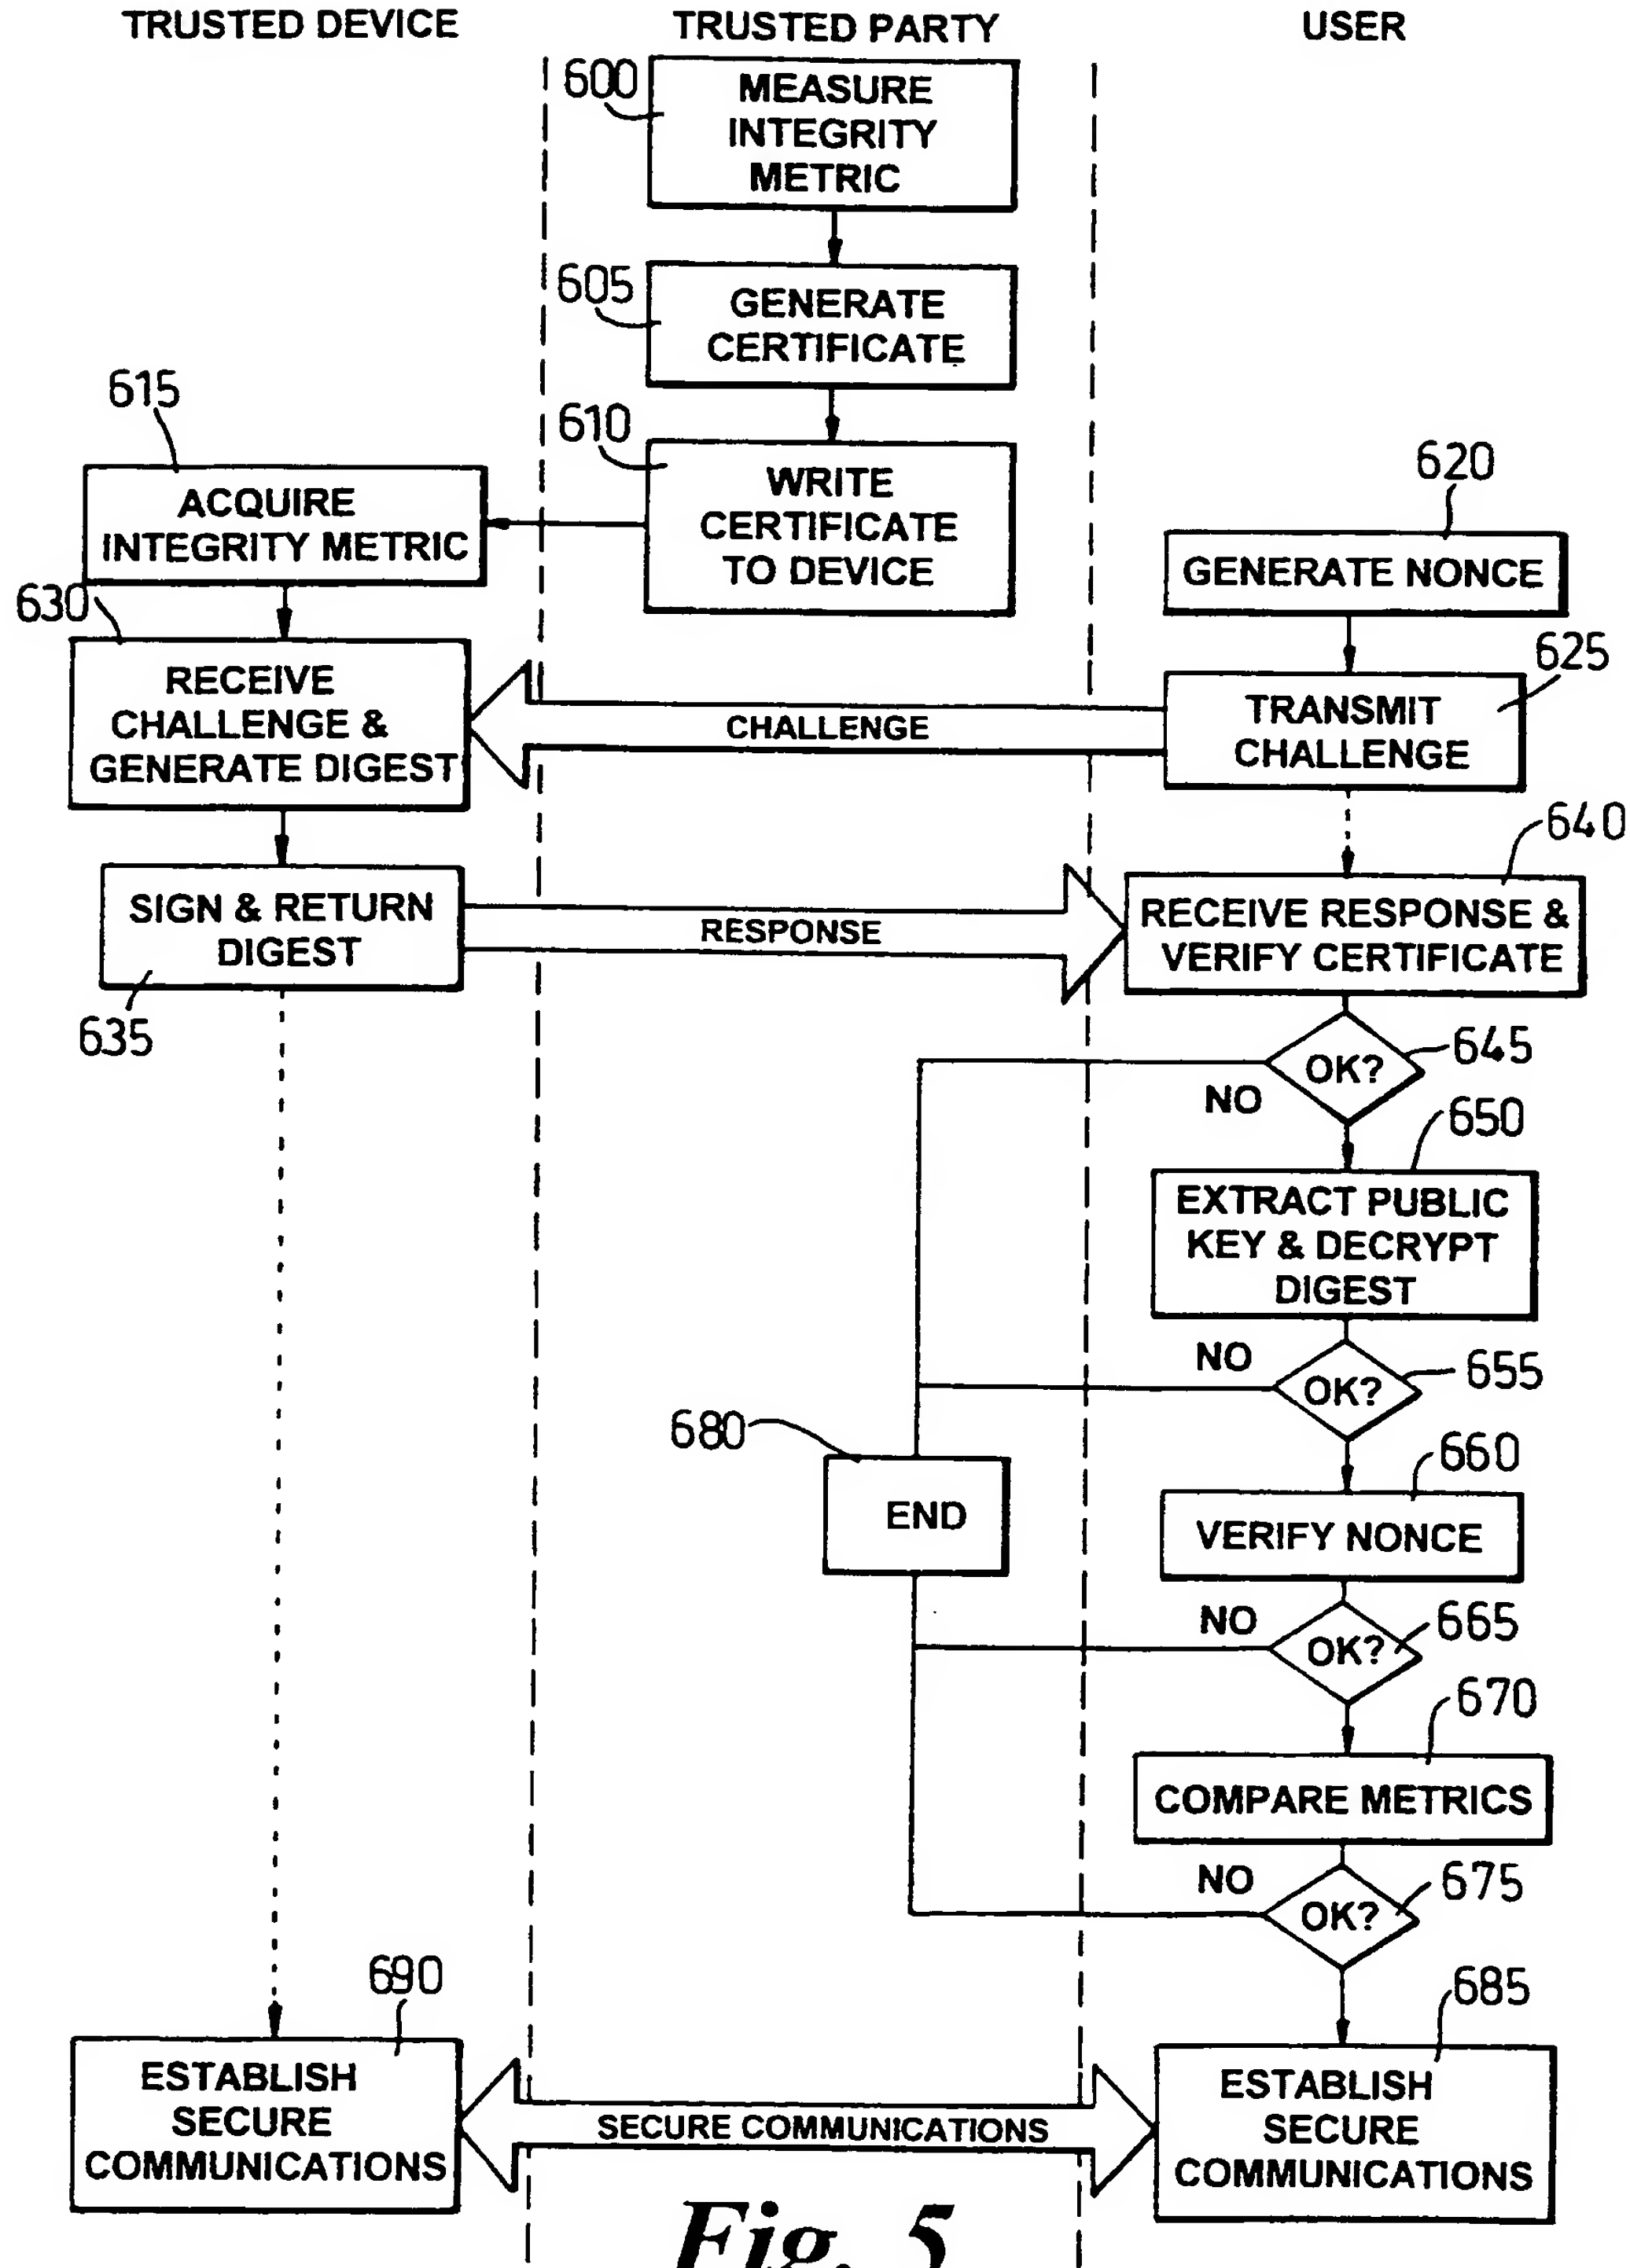 TRUSTED DEVICE
TRUSTED PARTY
USER
600
MEASURE
INTEGRITY
METRIC
605
GENERATE
CERTIFICATE
610
WRITE
CERTIFICATE
TO DEVICE
615
ACQUIRE
INTEGRITY METRIC
620
GENERATE NONCE
625
TRANSMIT
CHALLENGE
CHALLENGE
630
RECEIVE
CHALLENGE &
GENERATE DIGEST
635
SIGN & RETURN
DIGEST
RESPONSE
640
RECEIVE RESPONSE &
VERIFY CERTIFICATE
645
OK?
NO
650
EXTRACT PUBLIC
KEY & DECRYPT
DIGEST
655
OK?
NO
660
VERIFY NONCE
665
OK?
NO
670
COMPARE METRICS
675
OK?
NO
680
END
685
ESTABLISH
SECURE
COMMUNICATIONS
690
ESTABLISH
SECURE
COMMUNICATIONS
SECURE COMMUNICATIONS
Fig. 5